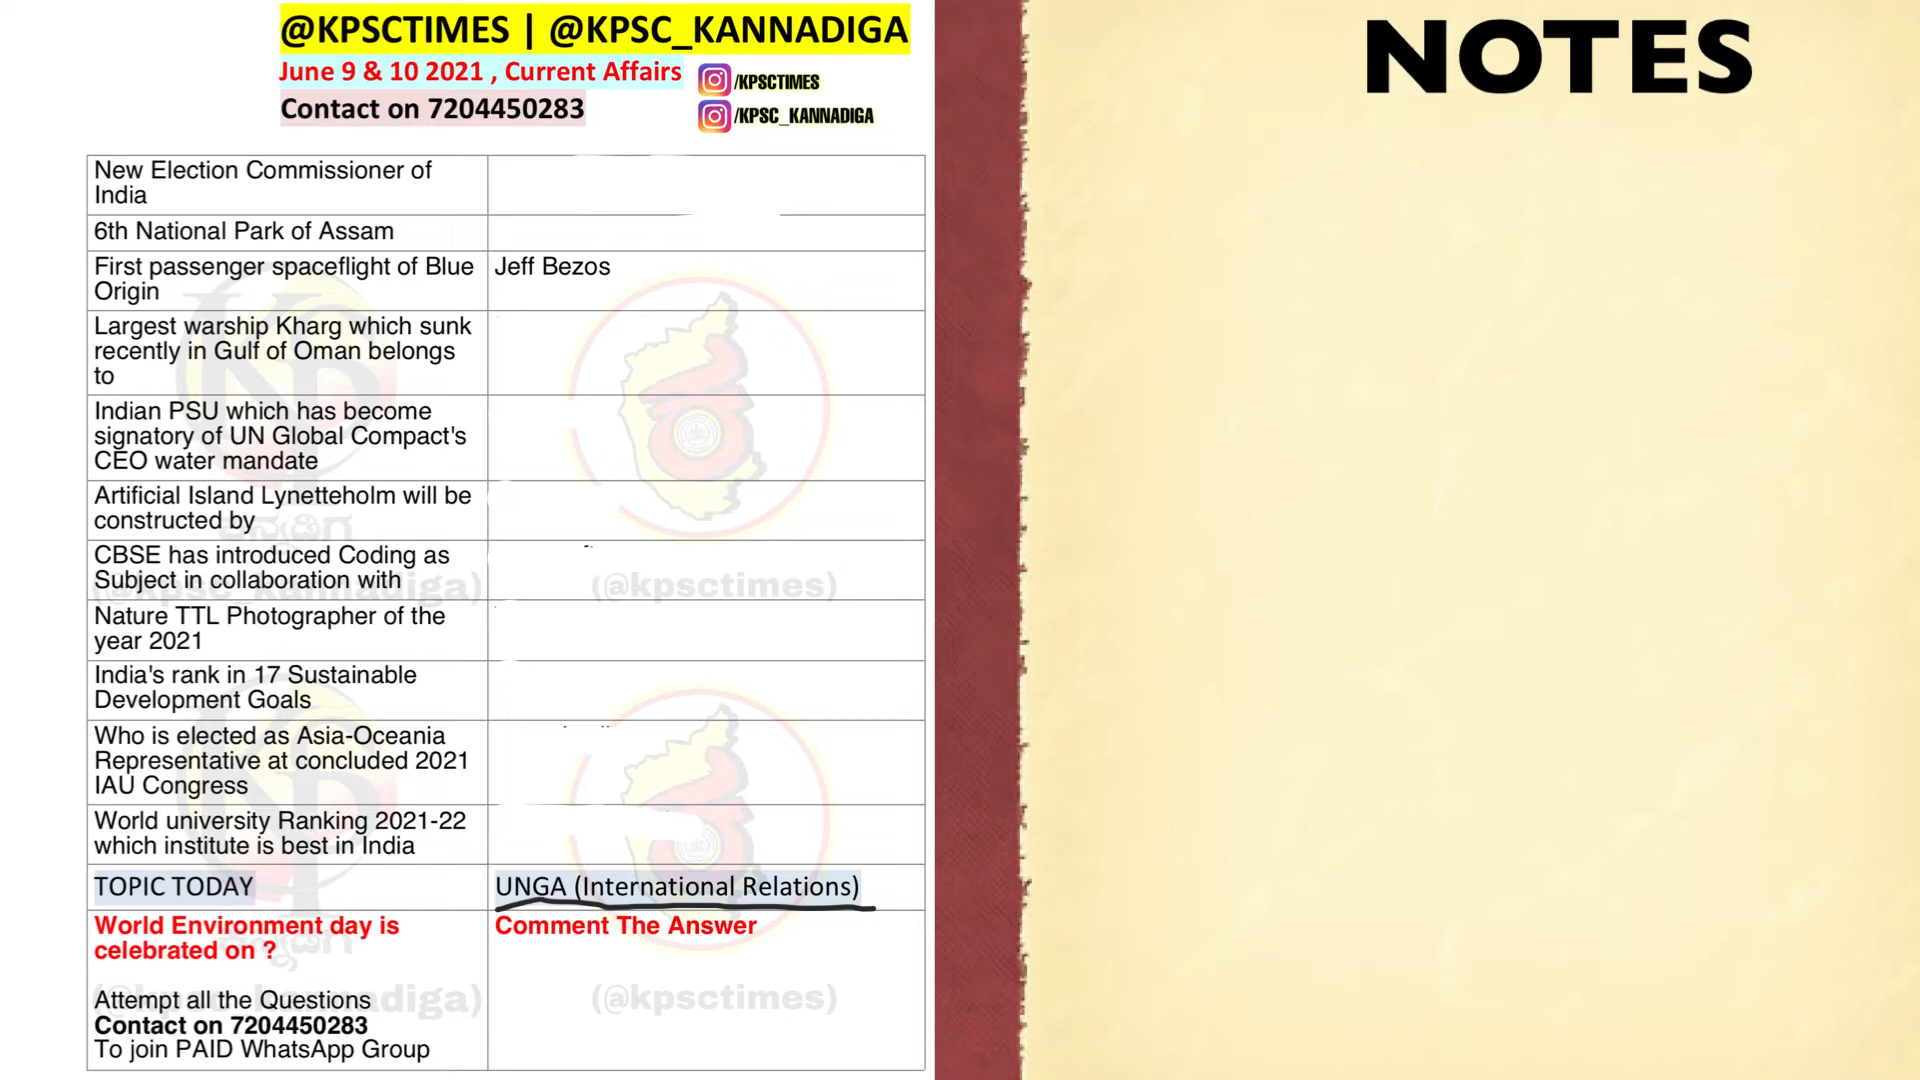 @KPSCTIMES | @KPSC_KANNADIGA
June 9 & 10 2021 , Current Affairs
/KPSCTIMES
Contact on 7204450283
/KPSC_KANNADIGA
NOTES
New Election Commissioner of
India
6th National Park of Assam
First passenger spaceflight of Blue
Origin
Jeff Bezos
Largest warship Kharg which sunk
recently in Gulf of Oman belongs
to
Indian PSU which has become
signatory of UN Global Compact's
CEO water mandate
Artificial Island Lynetteholm will be
constructed by
CBSE has introduced Coding as
Subject in collaboration with
(@kpsc_kannadiga)
(@kpsctimes)
Nature TTL Photographer of the
year 2021
India's rank in 17 Sustainable
Development Goals
Who is elected as Asia-Oceania
Representative at concluded 2021
IAU Congress
World university Ranking 2021-22
which institute is best in India
TOPIC TODAY
UNGA (International Relations)
World Environment day is
celebrated on ?
Comment The Answer
Attempt all the Questions
(@kpsc_kannadiga)
(@kpsctimes)
Contact on 7204450283
To join PAID WhatsApp Group